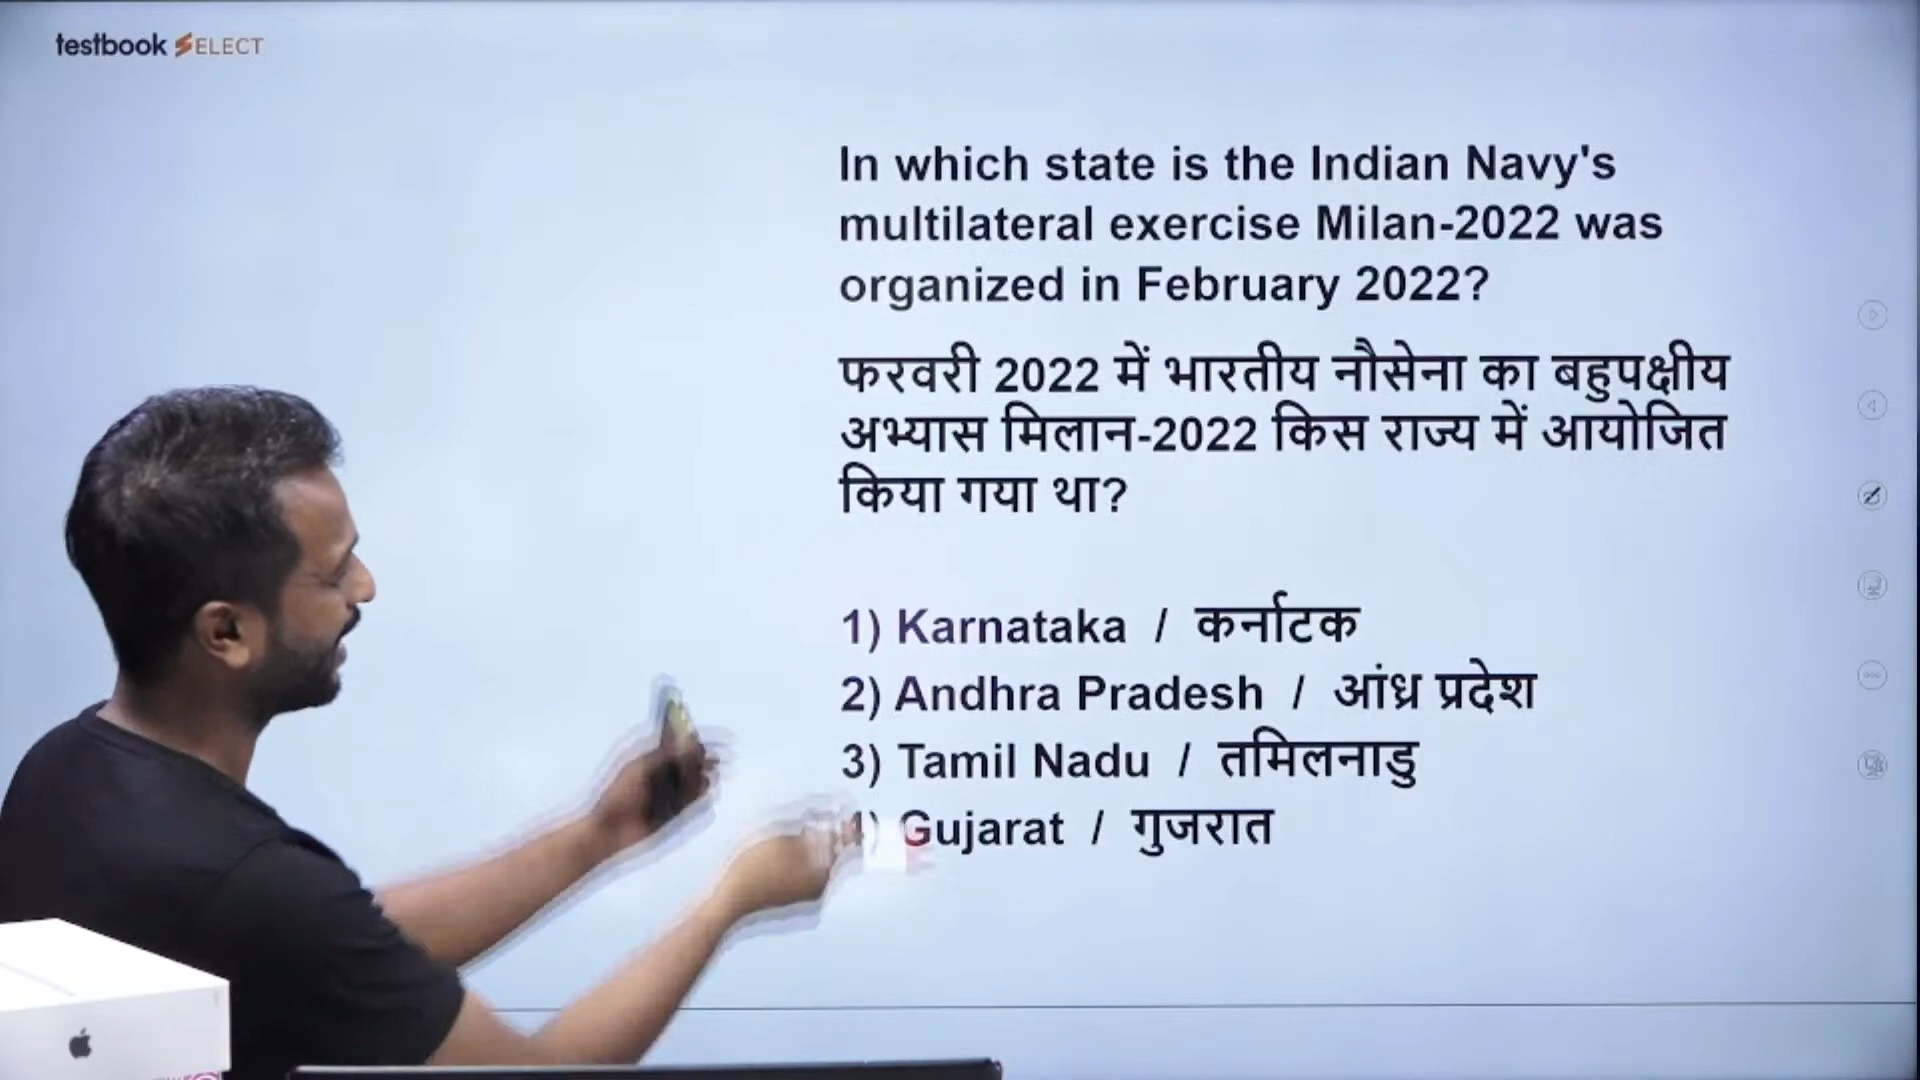 testbook SELECT
In which state is the Indian Navy's
multilateral exercise Milan-2022 was
organized in February 2022?
फरवरी 2022 में भारतीय नौसेना का बहुपक्षीय
अभ्यास मिलान-2022 किस राज्य में आयोजित
किया गया था?
1) Karnataka / कर्नाटक
2) Andhra Pradesh / आंध्र प्रदेश
3) Tamil Nadu / तमिलनाडु
4) Gujarat / गुजरात